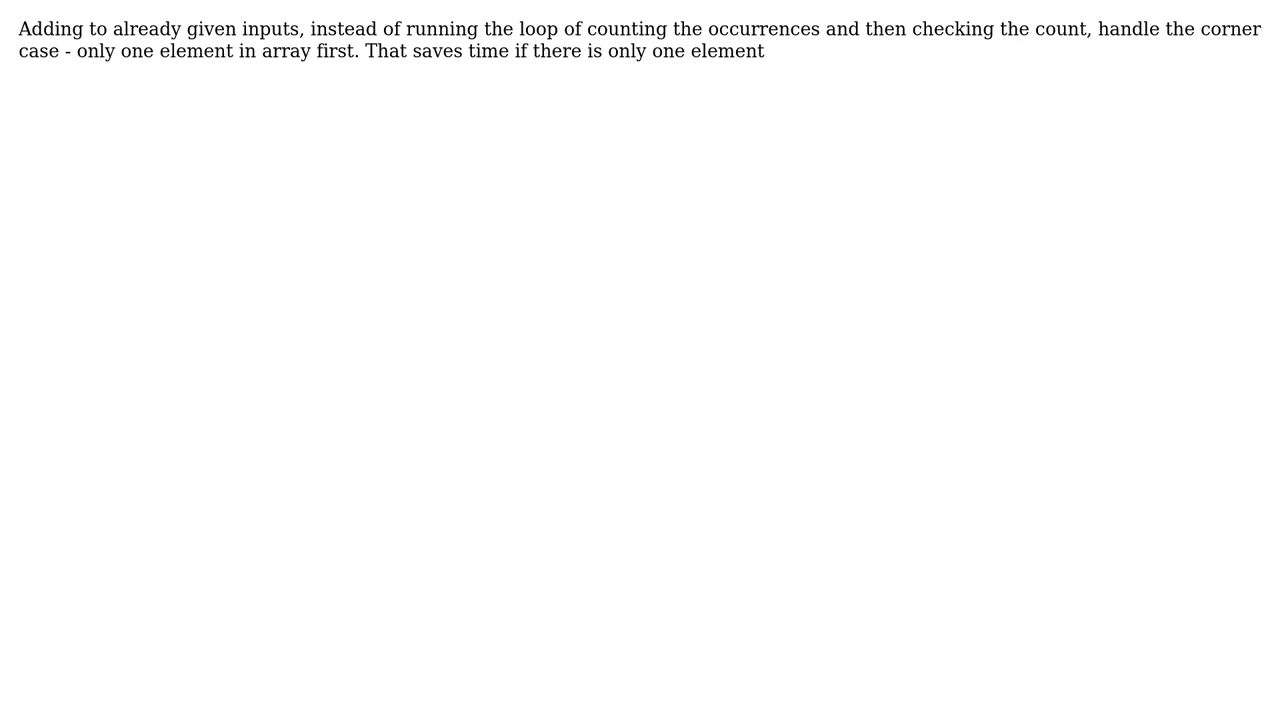 Adding to already given inputs, instead of running the loop of counting the occurrences and then checking the count, handle the corner
case - only one element in array first. That saves time if there is only one element